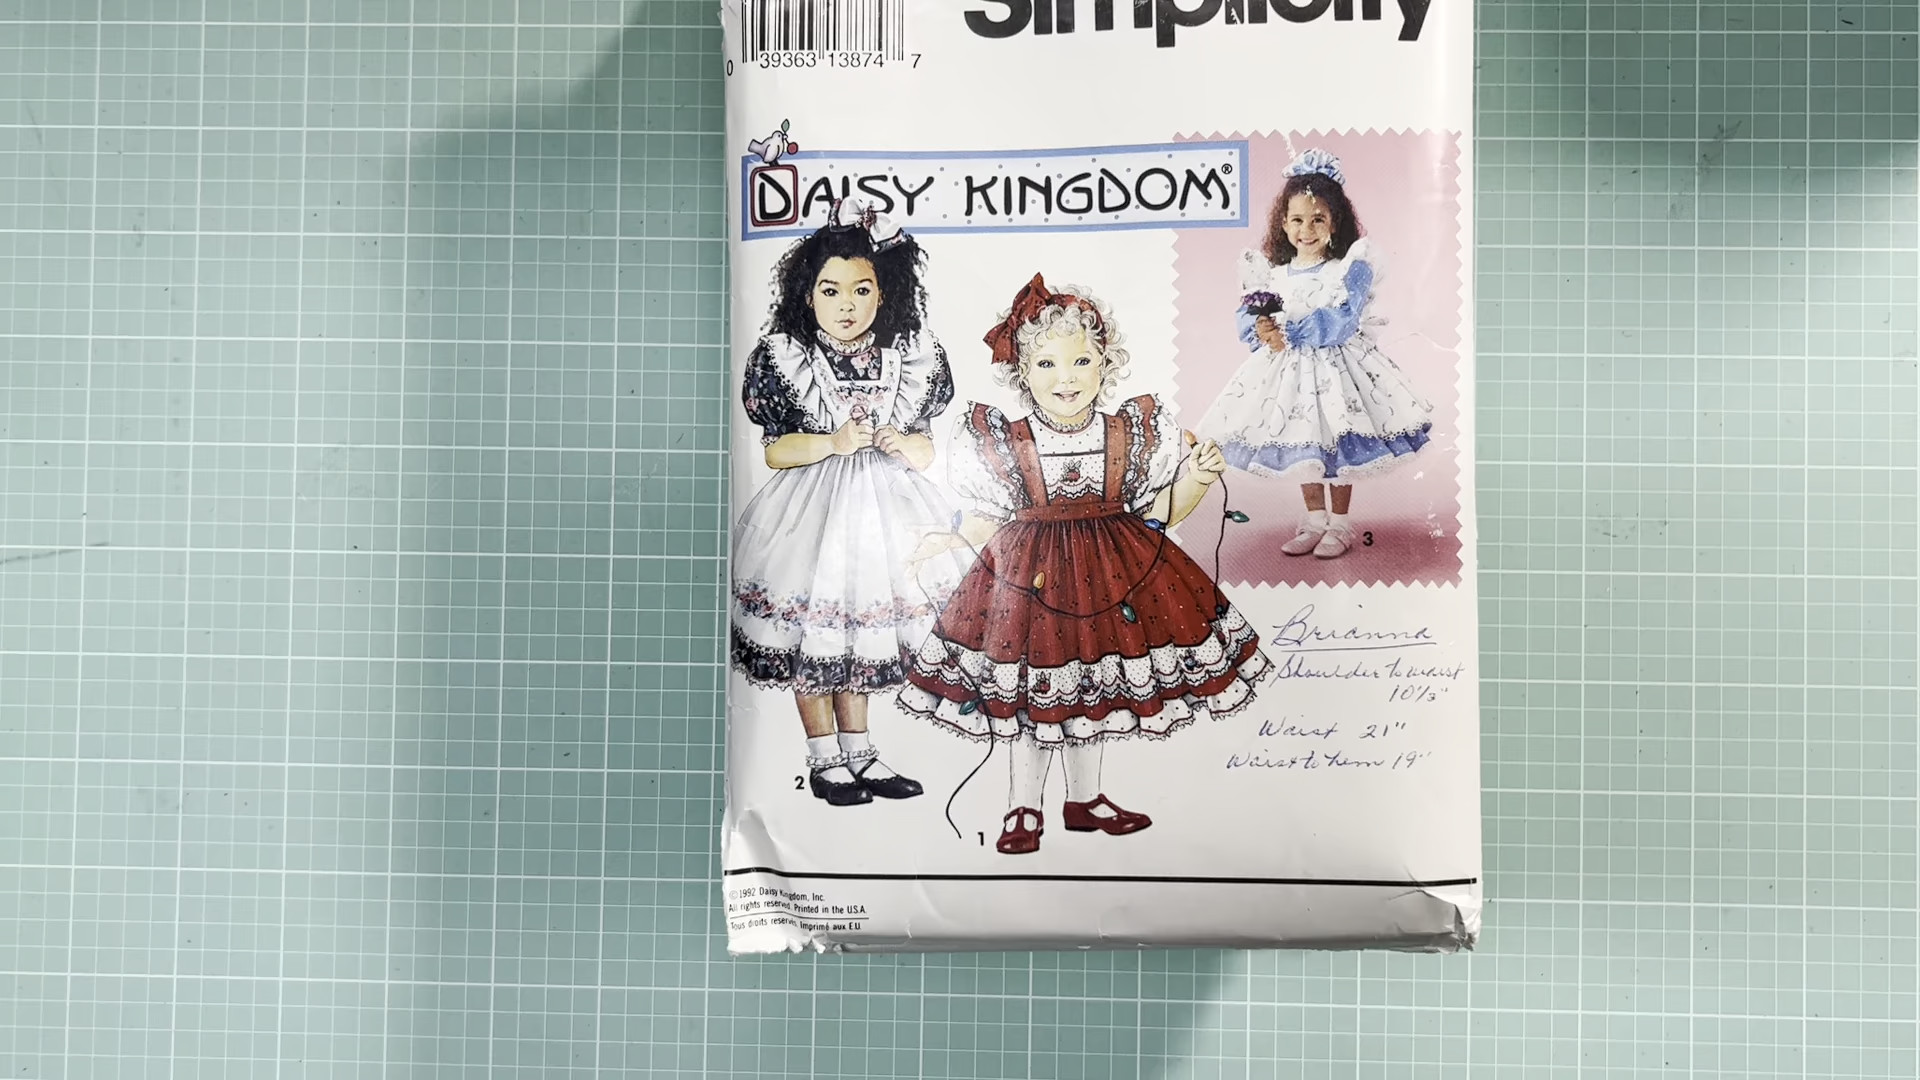 Simplicity
0 39363 13874 7
DAISY KINGDOM®
3
Brianna
Shoulder to waist
10 1/3"
Waist 21"
Waist to hem 19"
2
1
© 1992 Daisy Kingdom, Inc.
All rights reserved. Printed in the U.S.A.
Tous droits reservés. Imprimé aux E.U.